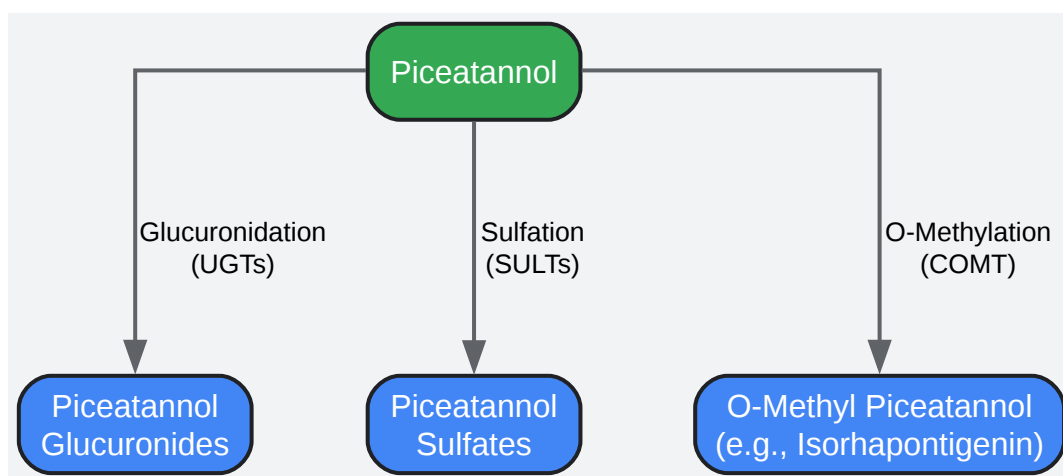 Piceatannol
Glucuronidation
(UGTs)
Sulfation
(SULTs)
O-Methylation
(COMT)
Piceatannol
Glucuronides
Piceatannol
Sulfates
O-Methyl Piceatannol
(e.g., Isorhapontigenin)